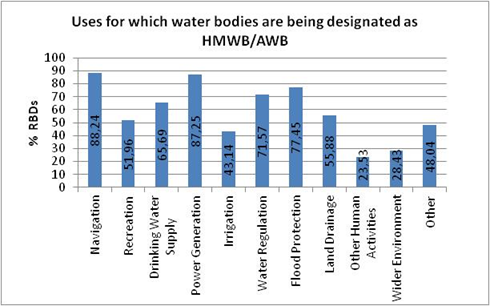 Uses for which water bodies are being designated as
HMWB/AWB
% RBDs
100
90
80
70
60
50
40
30
20
10
0
88,24
51,96
65,69
87,25
43,14
71,57
77,45
55,88
23,53
28,43
48,04
Navigation
Recreation
Drinking Water
Supply
Power Generation
Irrigation
Water Regulation
Flood Protection
Land Drainage
Other Human
Activities
Wider Environment
Other